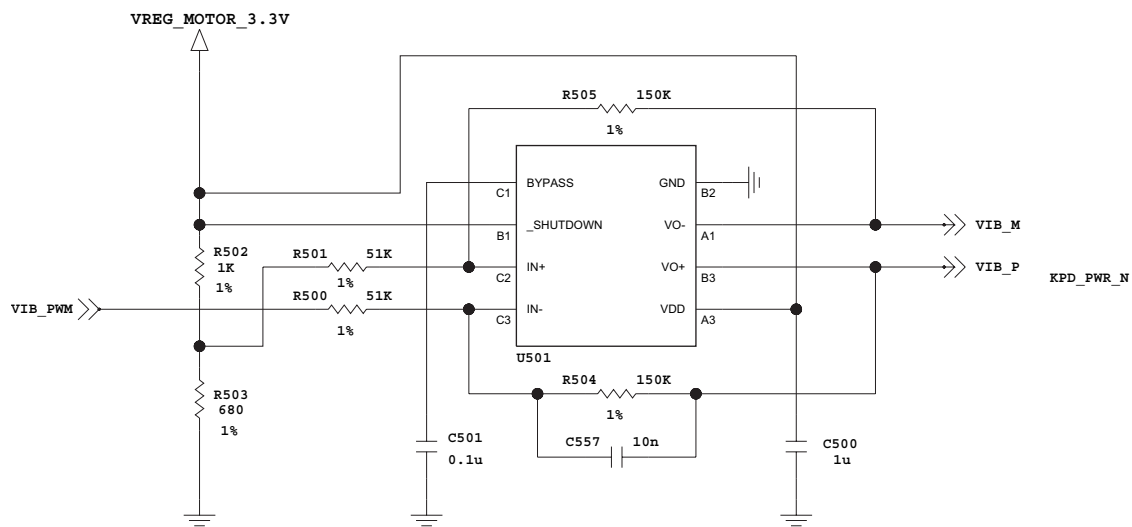 VREG_MOTOR_3.3V
R505 150K
1%
BYPASS GND
C1 B2
_SHUTDOWN VO-
B1 A1
VIB_M
R502
1K
1%
R501 51K
1%
IN+ VO+
C2 B3
VIB_P
KPD_PWR_N
VIB_PWM
R500 51K
1%
IN- VDD
C3 A3
U501
R504 150K
1%
R503
680
1%
C557 10n
C501
0.1u
C500
1u